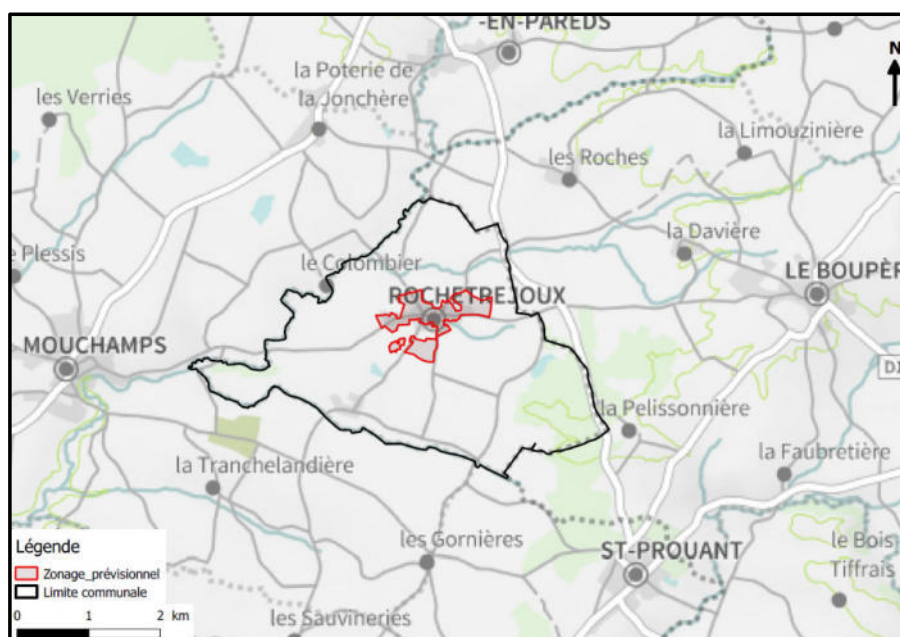 -EN-PAREDS
N
la Poterie de
la Jonchère
les Verries
la Limouzinière
les Roches
la Davière
Plessis
le Colombier
LE BOUPÈR
ROCHETREJOUX
MOUCHAMPS
la Pelissonnière
la Tranchelandière
la Faubretière
les Gornières
ST-PROUANT
le Bois
Tiffrais
les Sauvineries
Légende
Zonage_prévisionnel
Limite communale
0 1 2 km